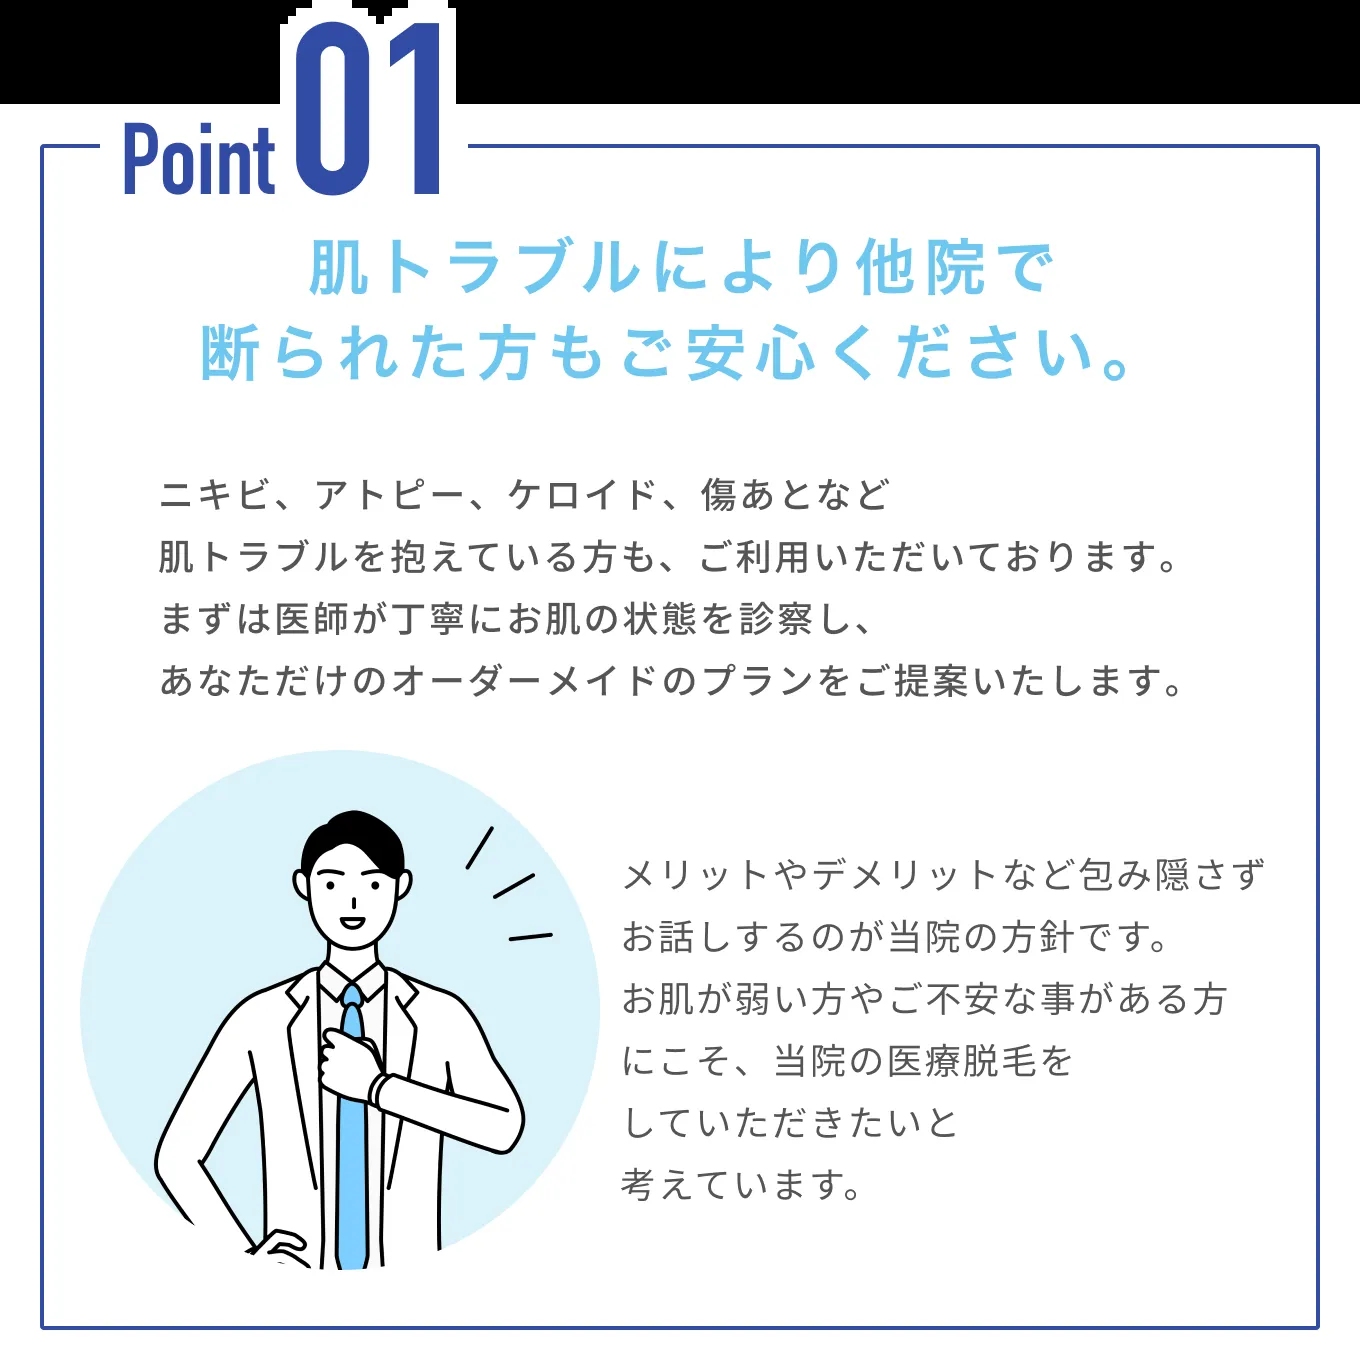 Point 01
肌トラブルにより他院で
断られた方もご安心ください。
ニキビ、アトピー、ケロイド、傷あとなど
肌トラブルを抱えている方も、ご利用いただいております。
まずは医師が丁寧にお肌の状態を診察し、
あなただけのオーダーメイドのプランをご提案いたします。
メリットやデメリットなど包み隠さず
お話しするのが当院の方針です。
お肌が弱い方やご不安な事がある方
にこそ、当院の医療脱毛を
していただきたいと
考えています。